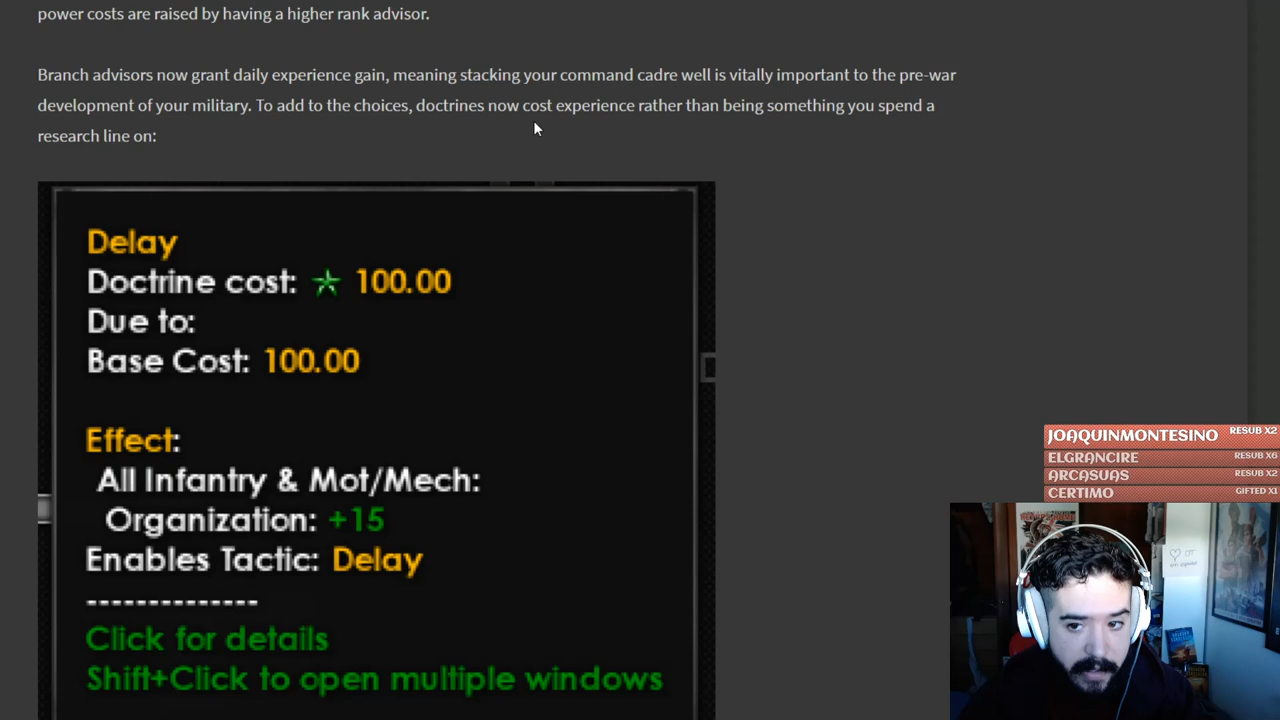 power costs are raised by having a higher rank advisor.
Branch advisors now grant daily experience gain, meaning stacking your command cadre well is vitally important to the pre-war
development of your military. To add to the choices, doctrines now cost experience rather than being something you spend a
research line on:
Delay
Doctrine cost: 100.00
Due to:
Base Cost: 100.00
Effect:
All Infantry & Mot/Mech:
Organization: +15
Enables Tactic: Delay
--------------
Click for details
Shift+Click to open multiple windows
JOAQUINMONTESINO RESUB X2
ELGRANCIRE RESUB X6
ARCASUAS RESUB X2
CERTIMO GIFTED X1